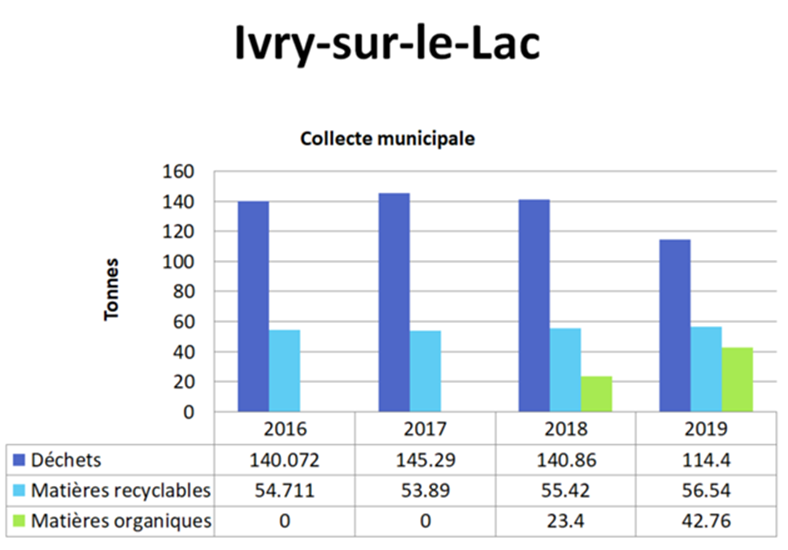 Ivry-sur-le-Lac
Collecte municipale
Tonnes
160
140
120
100
80
60
40
20
0
2016 2017 2018 2019
Déchets 140.072 145.29 140.86 114.4
Matières recyclables 54.711 53.89 55.42 56.54
Matières organiques 0 0 23.4 42.76